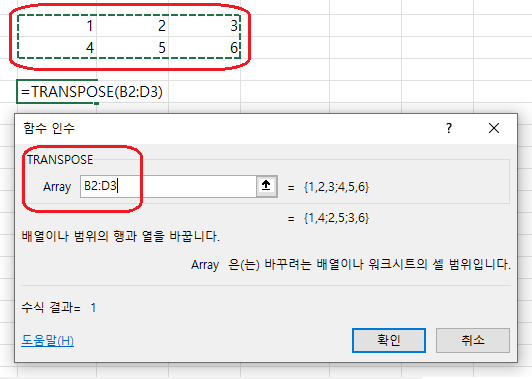 1 2 3
4 5 6
=TRANSPOSE(B2:D3)
함수 인수 ? ×
TRANSPOSE
Array B2:D3 = {1,2,3;4,5,6}
= {1,4;2,5;3,6}
배열이나 범위의 행과 열을 바꿉니다.
Array 은(는) 바꾸려는 배열이나 워크시트의 셀 범위입니다.
수식 결과= 1
도움말(H) 확인 취소